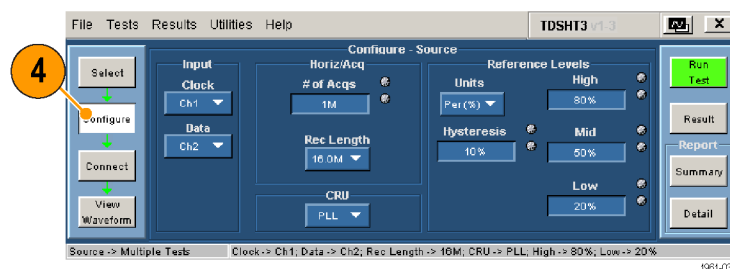 File Tests Results Utilities Help TDSHT3 v1-3 X
4
Configure - Source
Select
Configure
Connect
View
Waveform
Input
Clock
Ch1
Data
Ch2
Horiz/Acq
# of Acqs
1M
Rec Length
16.0M
CRU
PLL
Reference Levels
Units
Per(%)
Hysteresis
10%
High
80%
Mid
50%
Low
20%
Run
Test
Result
Report
Summary
Detail
Source -> Multiple Tests Clock-> Ch1; Data -> Ch2; Rec Length -> 16M; CRU-> PLL; High-> 80%; Low-> 20%